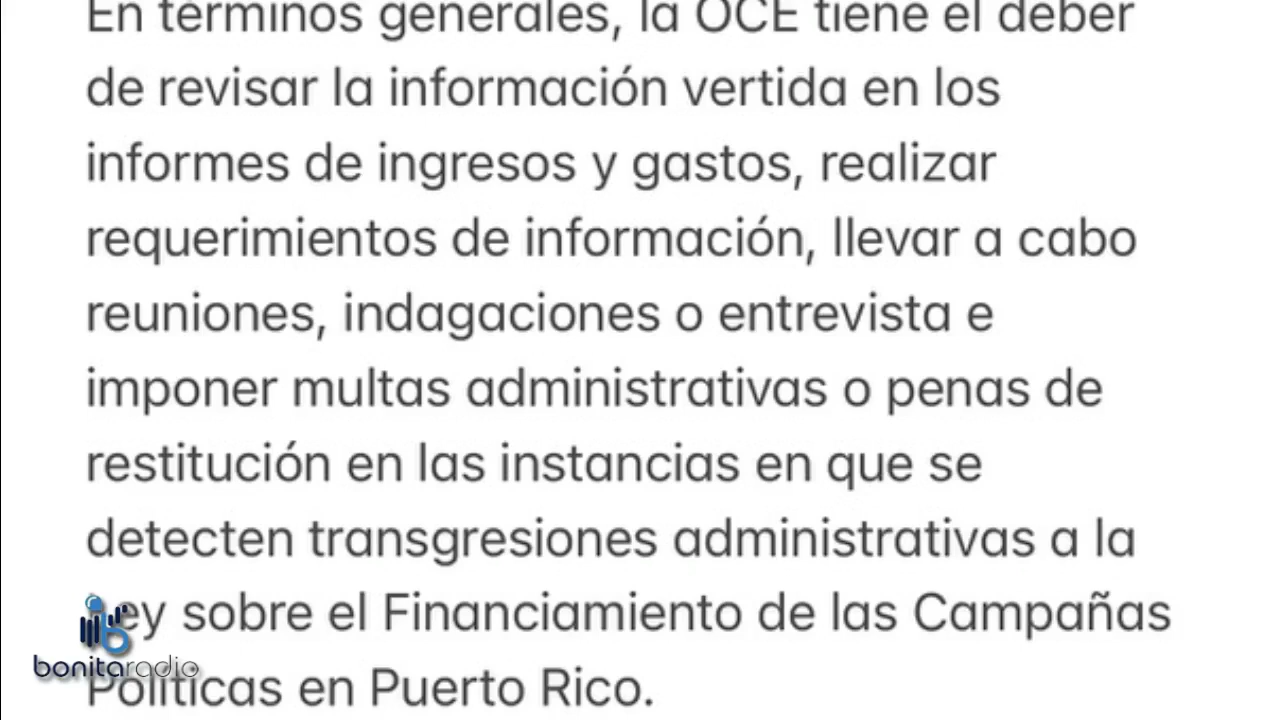 En términos generales, la OCE tiene el deber
de revisar la información vertida en los
informes de ingresos y gastos, realizar
requerimientos de información, llevar a cabo
reuniones, indagaciones o entrevista e
imponer multas administrativas o penas de
restitución en las instancias en que se
detecten transgresiones administrativas a la
Ley sobre el Financiamiento de las Campañas
bonitaradio
Políticas en Puerto Rico.